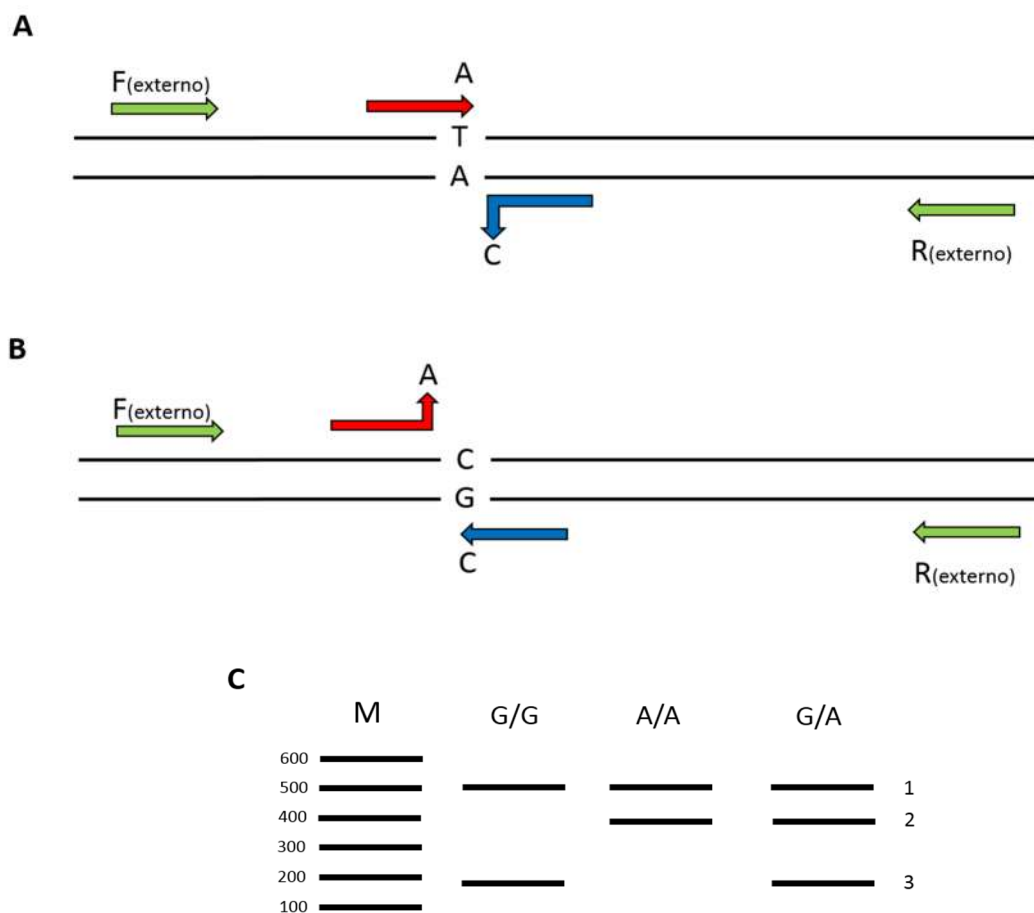 A
F(externo)
A
T
A
C
R(externo)
B
A
F(externo)
C
G
C
R(externo)
C
M G/G A/A G/A
600
500 1
400 2
300
200 3
100